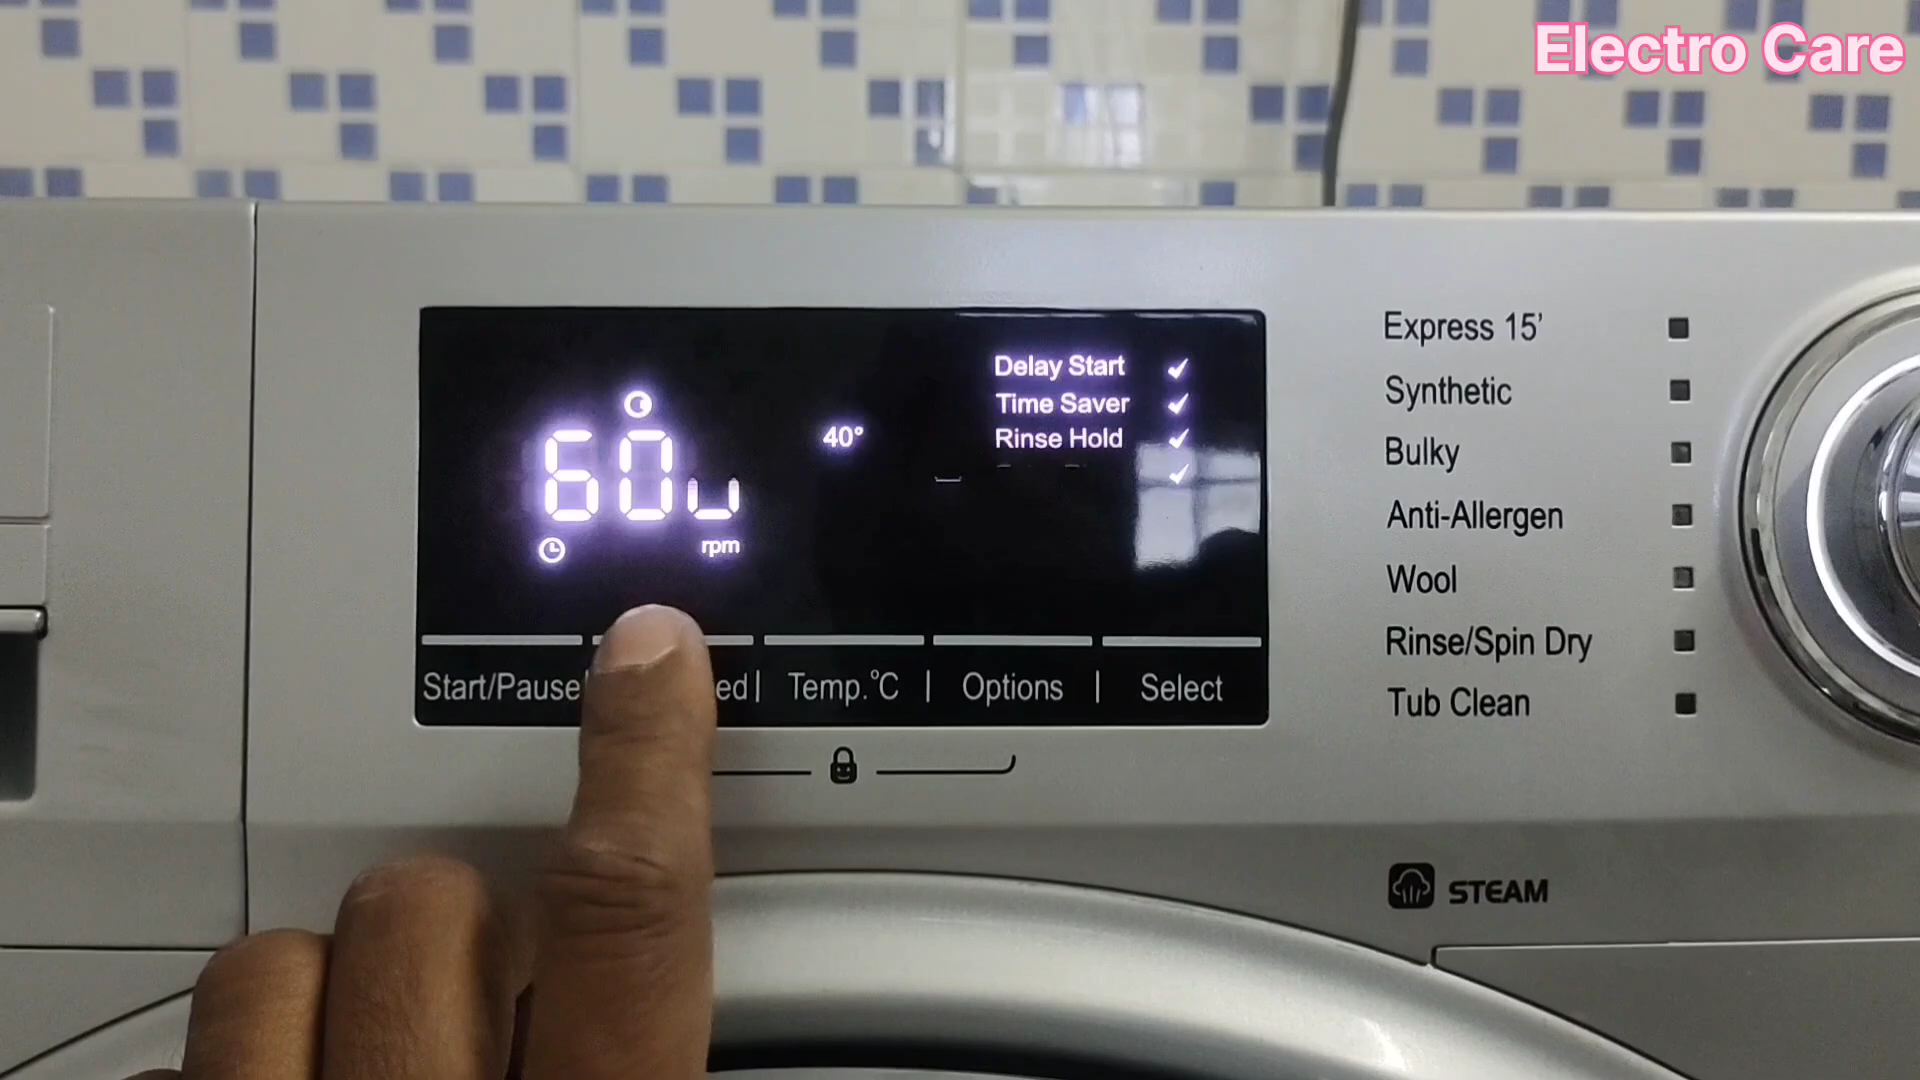 Electro Care
Delay Start
Time Saver
Rinse Hold
40°
rpm
Start/Pause
ed | Temp.°C | Options | Select
Express 15'
Synthetic
Bulky
Anti-Allergen
Wool
Rinse/Spin Dry
Tub Clean
STEAM